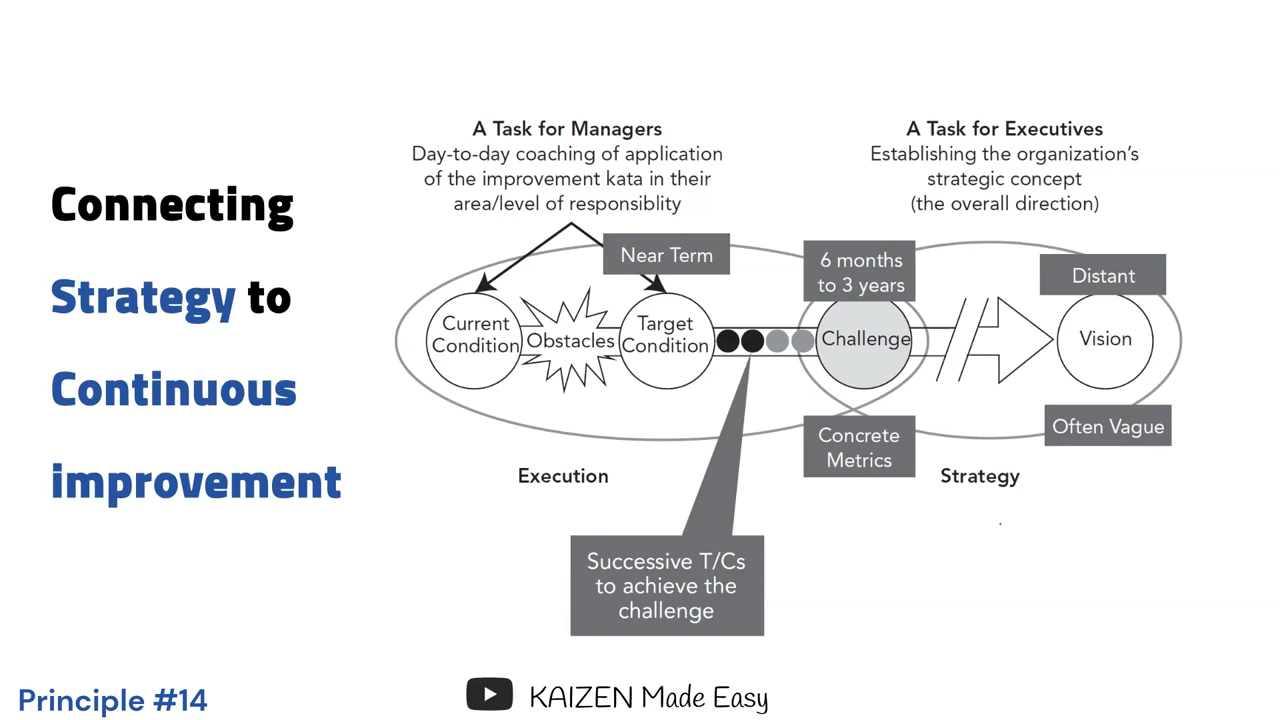 Connecting
Strategy to
Continuous
improvement
A Task for Managers
Day-to-day coaching of application
of the improvement kata in their
area/level of responsiblity
A Task for Executives
Establishing the organization's
strategic concept
(the overall direction)
Near Term
6 months
to 3 years
Distant
Current
Condition
Obstacles
Target
Condition
Challenge
Vision
Concrete
Metrics
Often Vague
Execution
Strategy
Successive T/Cs
to achieve the
challenge
Principle #14
KAIZEN Made Easy